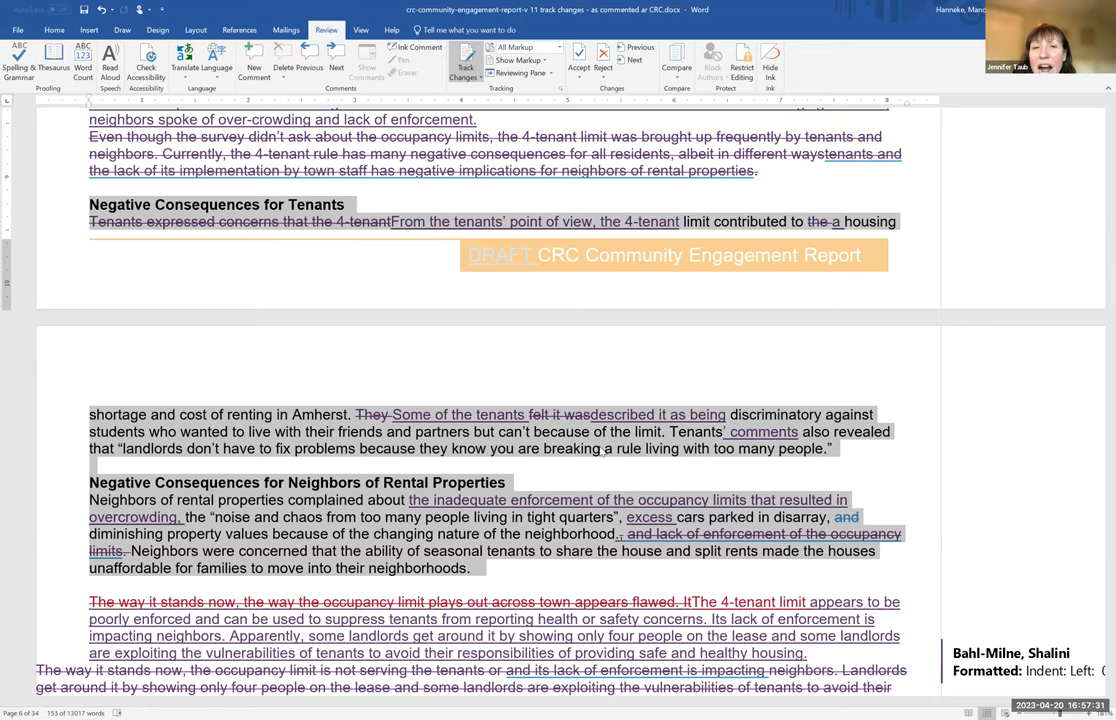 AutoSave
crc-community-engagement-report-v 11 track changes - as commented ar CRC.docx - Word
Hanneke, Manc
File Home Insert Draw Design Layout References Mailings Review View Help Tell me what you want to do
ABC
ABC
123
Spelling & Grammar
Thesaurus
Word Count
Read Aloud
Check Accessibility
Translate
Language
New Comment
Delete
Previous
Next
Show Comments
Ink Comment
Pen
Eraser
Track Changes
All Markup
Show Markup
Reviewing Pane
Accept
Reject
Previous
Next
Compare
Block Authors
Restrict Editing
Hide Ink
Proofing Speech Accessibility Language Comments Tracking Changes Compare Protect Ink
Jennifer Taub
1 2 3 4 5 6 7 8
neighbors spoke of over-crowding and lack of enforcement.
Even though the survey didn't ask about the occupancy limits, the 4-tenant limit was brought up frequently by tenants and
neighbors. Currently, the 4-tenant rule has many negative consequences for all residents, albeit in different waystenants and
the lack of its implementation by town staff has negative implications for neighbors of rental properties.
Negative Consequences for Tenants
Tenants expressed concerns that the 4-tenantFrom the tenants' point of view, the 4-tenant limit contributed to the a housing
DRAFT CRC Community Engagement Report
shortage and cost of renting in Amherst. They Some of the tenants felt it wasdescribed it as being discriminatory against
students who wanted to live with their friends and partners but can't because of the limit. Tenants' comments also revealed
that “landlords don't have to fix problems because they know you are breaking a rule living with too many people.”
Negative Consequences for Neighbors of Rental Properties
Neighbors of rental properties complained about the inadequate enforcement of the occupancy limits that resulted in
overcrowding, the “noise and chaos from too many people living in tight quarters”, excess cars parked in disarray, and
diminishing property values because of the changing nature of the neighborhood., and lack of enforcement of the occupancy
limits. Neighbors were concerned that the ability of seasonal tenants to share the house and split rents made the houses
unaffordable for families to move into their neighborhoods.
The way it stands now, the way the occupancy limit plays out across town appears flawed. ItThe 4-tenant limit appears to be
poorly enforced and can be used to suppress tenants from reporting health or safety concerns. Its lack of enforcement is
impacting neighbors. Apparently, some landlords get around it by showing only four people on the lease and some landlords
are exploiting the vulnerabilities of tenants to avoid their responsibilities of providing safe and healthy housing.
The way it stands now, the occupancy limit is not serving the tenants or and its lack of enforcement is impacting neighbors. Landlords
get around it by showing only four people on the lease and some landlords are exploiting the vulnerabilities of tenants to avoid their
Bahl-Milne, Shalini
Formatted: Indent: Left: 0
Page 6 of 34 153 of 13017 words
2023-04-20 16:57:31